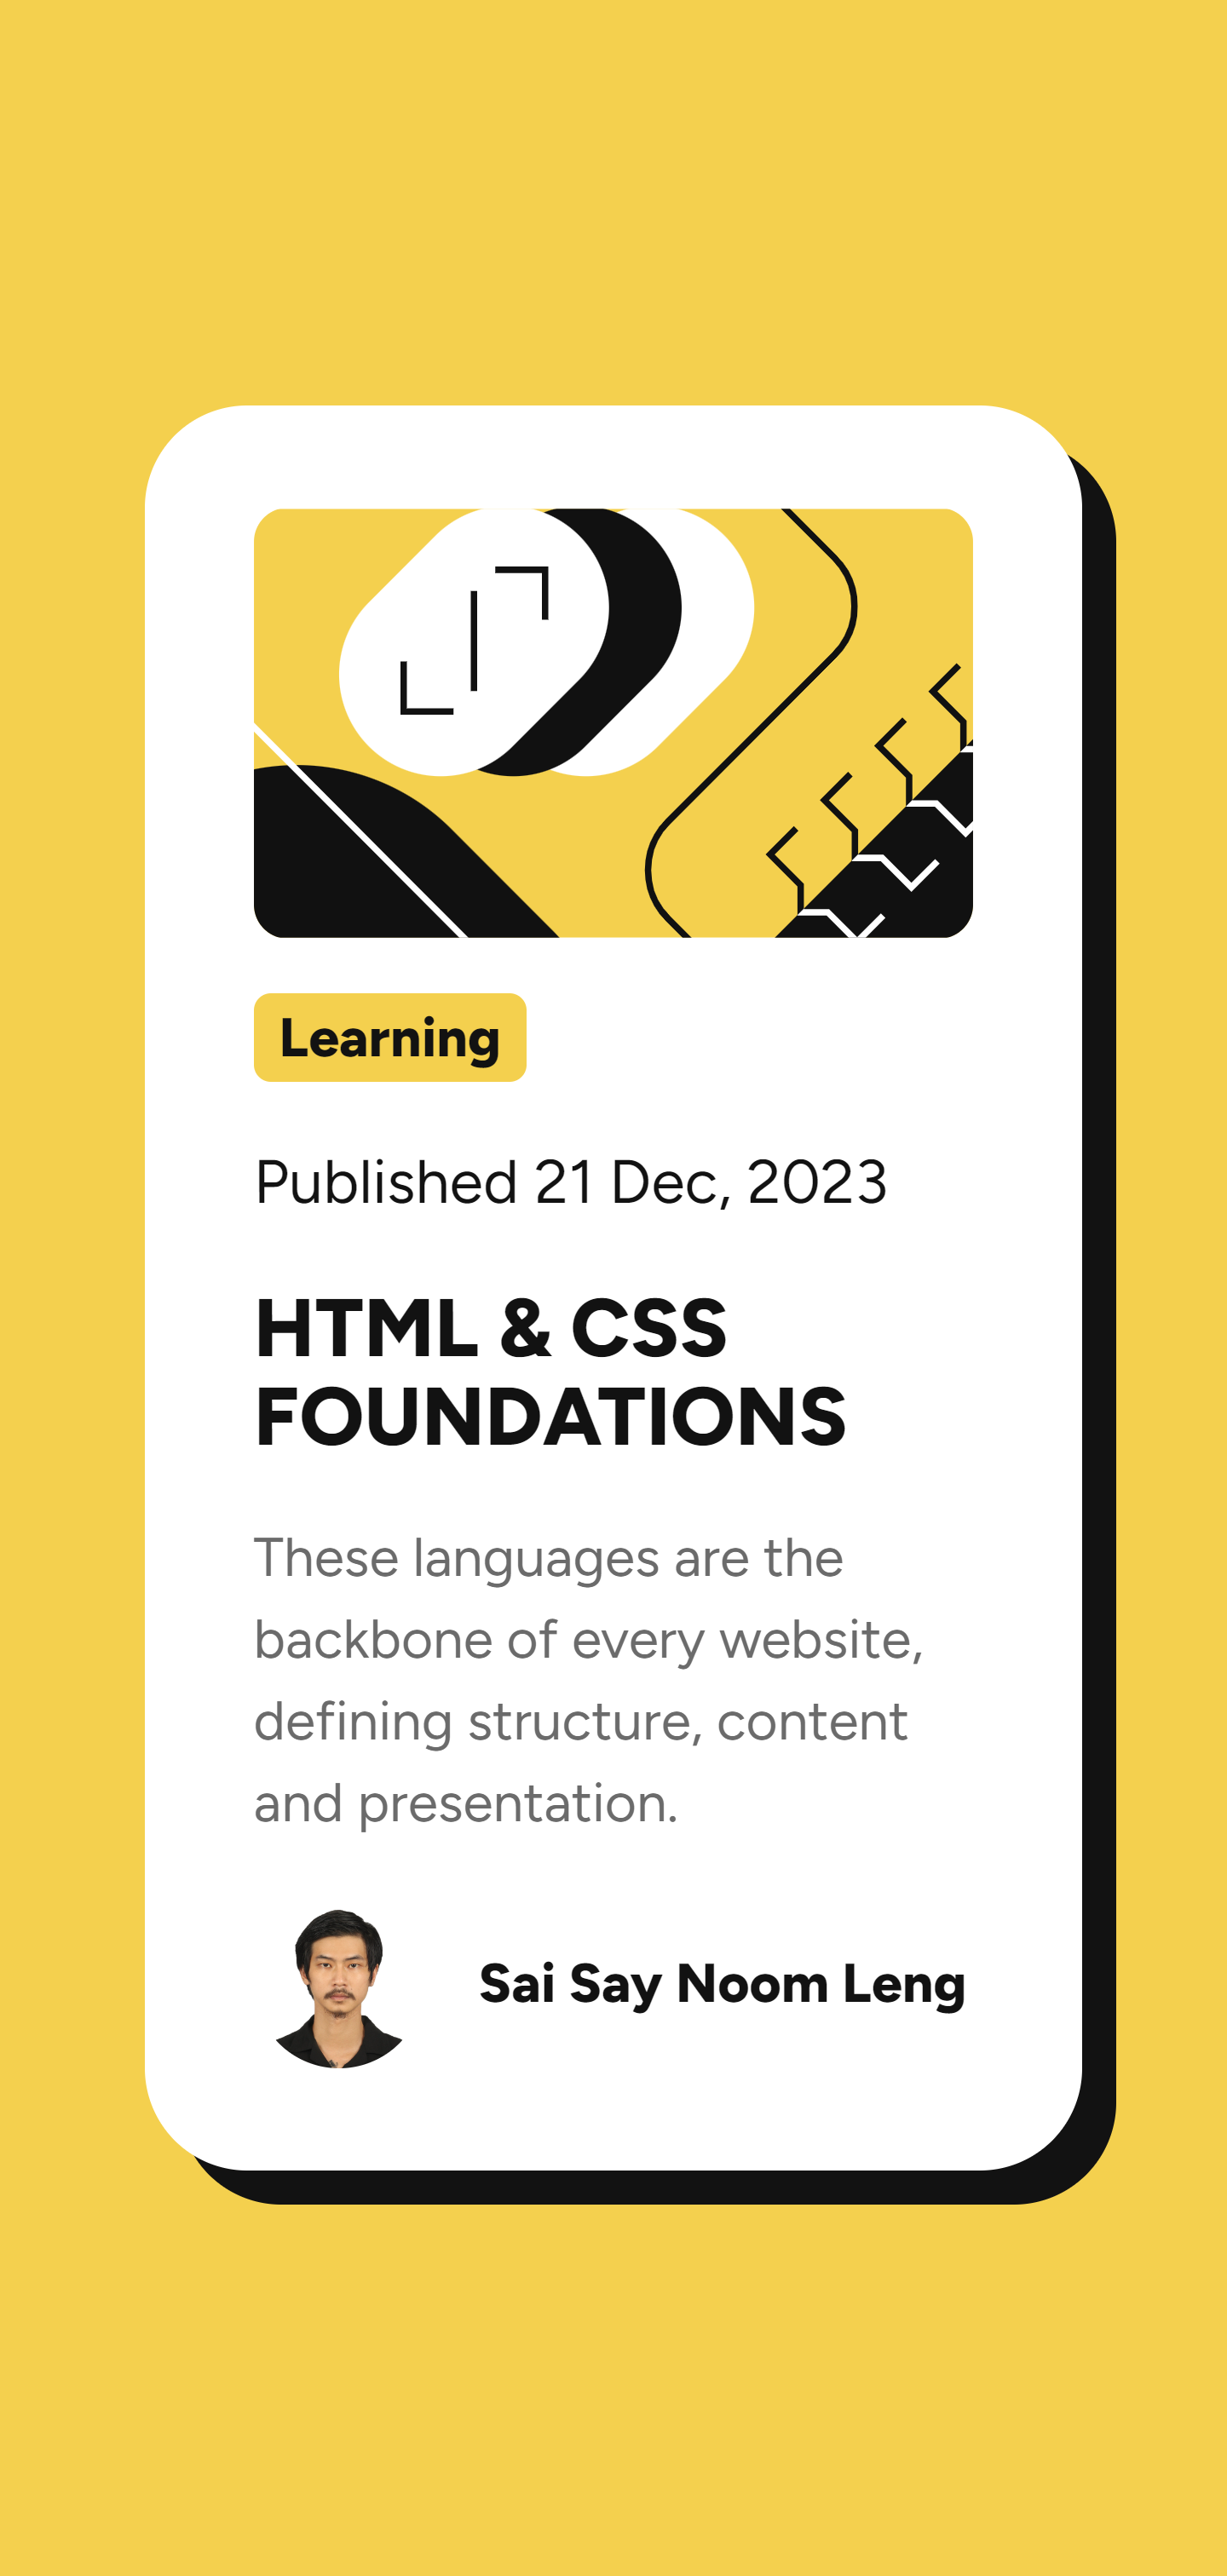 Learning
Published 21 Dec, 2023
HTML & CSS
FOUNDATIONS
These languages are the
backbone of every website,
defining structure, content
and presentation.
Sai Say Noom Leng